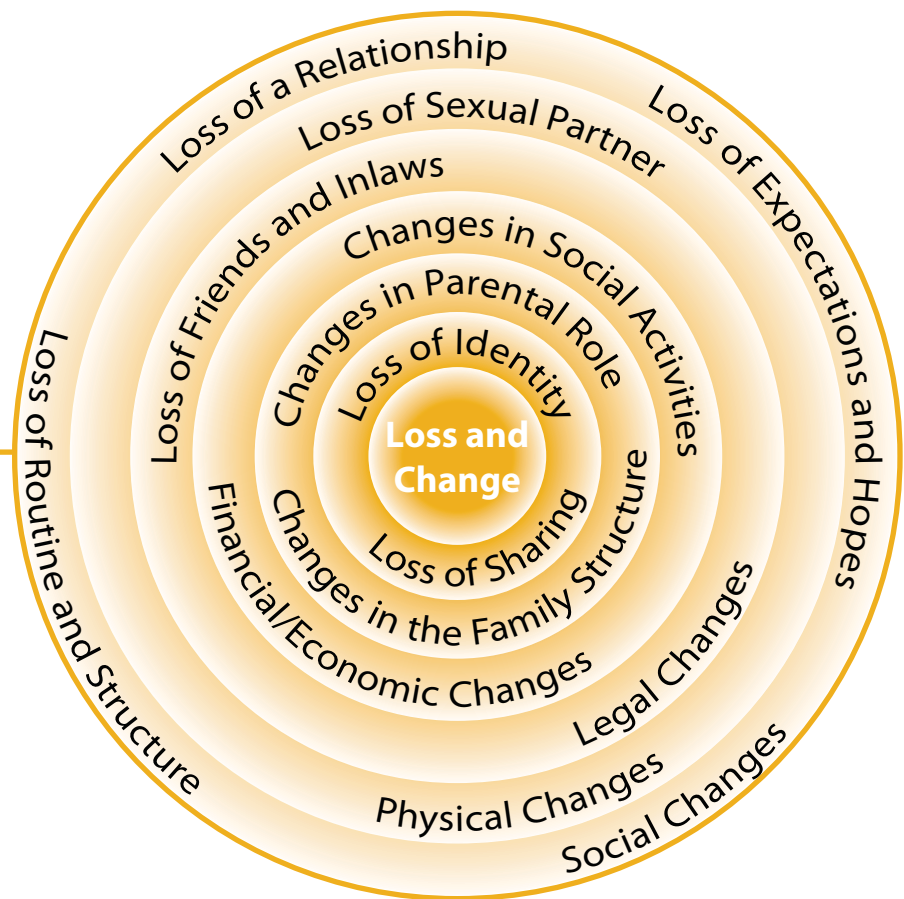 Loss of a Relationship
Loss of Expectations and Hopes
Loss of Sexual Partner
Loss of Friends and Inlaws
Changes in Social Activities
Changes in Parental Role
Loss of Identity
Loss and
Change
Loss of Sharing
Changes in the Family Structure
Financial/Economic Changes
Legal Changes
Physical Changes
Social Changes
Loss of Routine and Structure